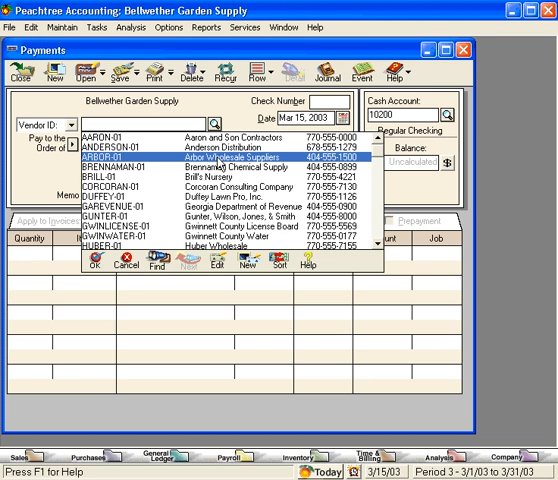 Peachtree Accounting: Bellwether Garden Supply
File Edit Maintain Tasks Analysis Options Reports Services Window Help
Payments
Close New Open Save Print Delete Recur Row Detail Journal Event Help
Bellwether Garden Supply Check Number Cash Account:
Date Mar 15, 2003 10200
Vendor ID: Regular Checking
Pay to the Order of Balance:
Uncalculated
AARON-01 Aaron and Son Contractors 770-555-0000
ANDERSON-01 Anderson Distribution 678-555-1279
ARBOR-01 Arbor Wholesale Suppliers 404-555-1500
BRENNAMAN-01 Brennaman Chemical Supply 404-555-0899
BRILL-01 Brill's Nursery 770-555-4221
CORCORAN-01 Corcoran Consulting Company 770-555-7130
DUFFEY-01 Duffey Lawn Pro, Inc. 770-555-1126
GAREVENUE-01 Georgia Department of Revenue 404-555-0900
GUNTER-01 Gunter, Wilson, Jones, & Smith 404-555-8000
GWINLICENSE-01 Gwinnett County License Board 770-555-5569
GWINWATER-01 Gwinnett County Water 770-555-0177
HUBER-01 Huber Wholesale 770-555-7155
Memo
Apply to Invoices Prepayment
OK Cancel Find Next Edit New Sort Help
Quantity Job
Sales Purchases General Ledger Payroll Inventory Time & Billing Analysis Company
Press F1 for Help Today 3/15/03 Period 3 - 3/1/03 to 3/31/03